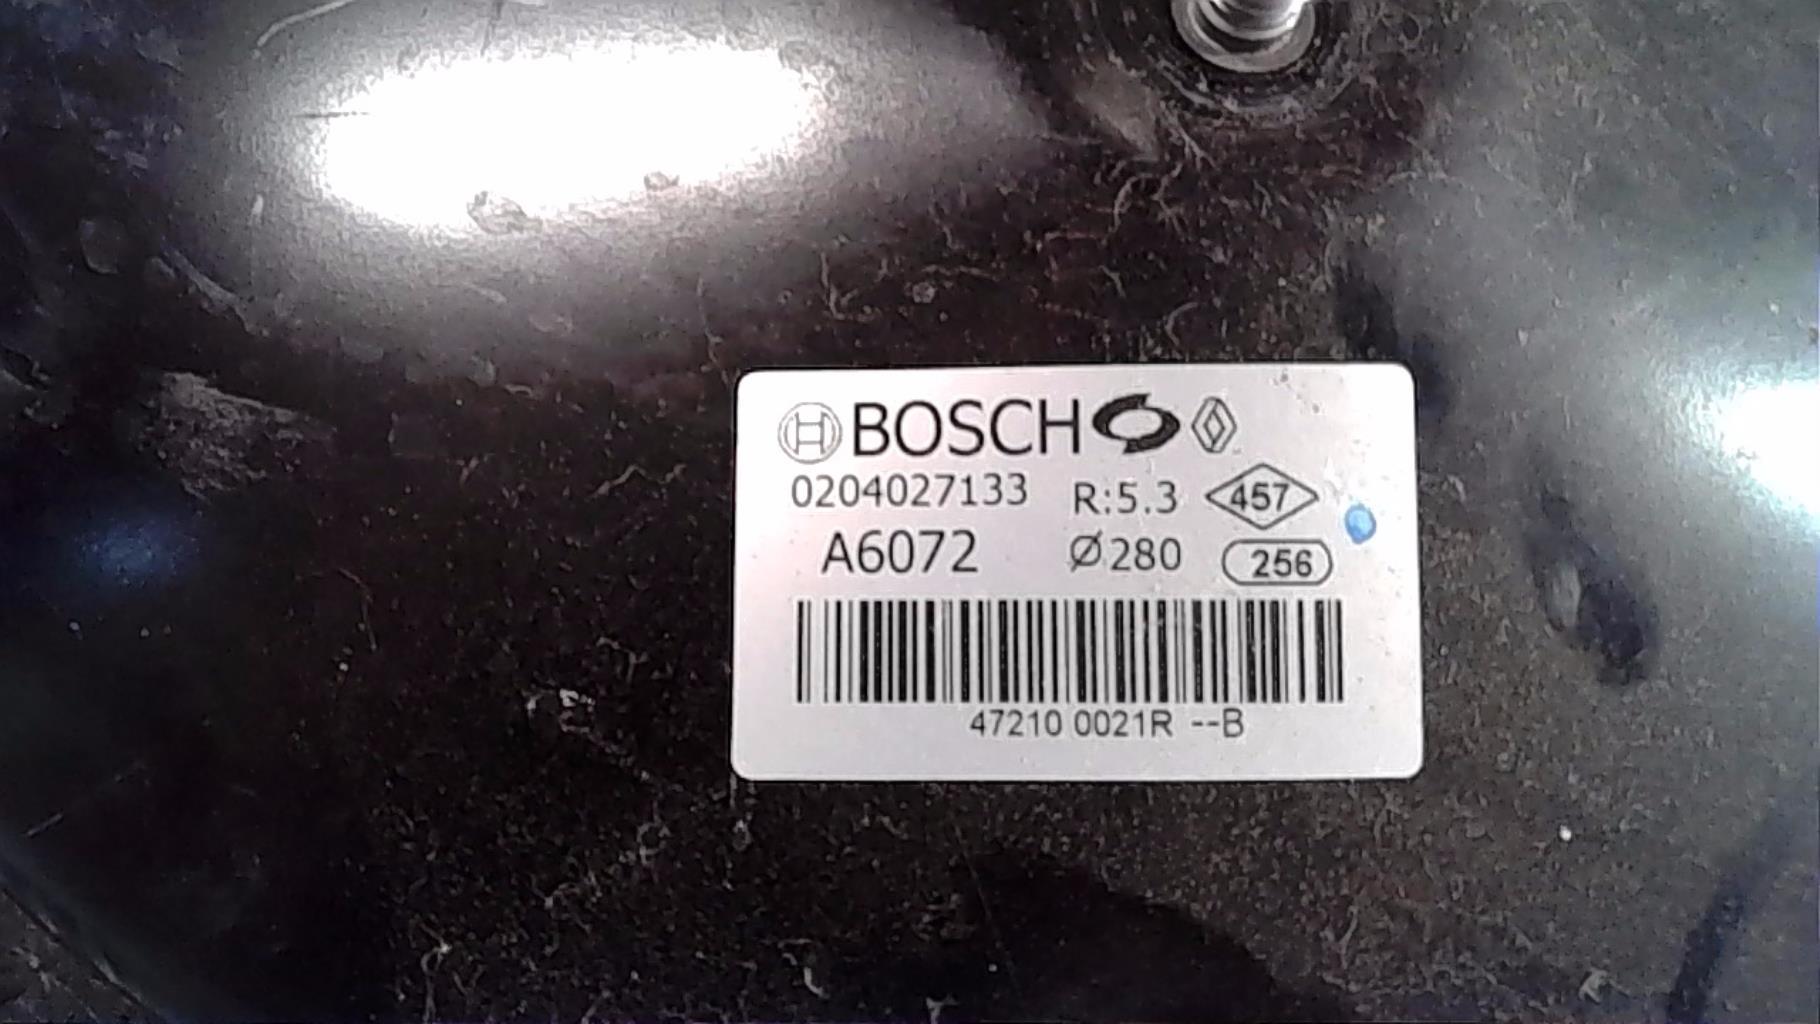 BOSCH
0204027133 R:5.3 457
A6072 Ø280 256
47210 0021R --B